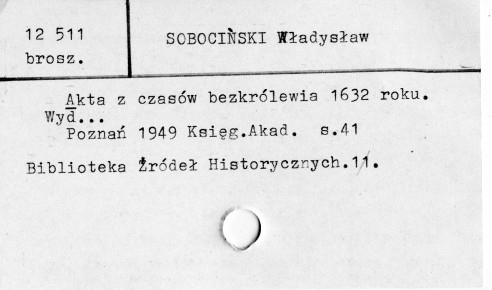 12 511
brosz.
SOBOCIŃSKI Władysław
Akta z czasów bezkrólewia 1632 roku.
Wyd...
Poznań 1949 Księg.Akad. s.41
Biblioteka Źródeł Historycznych.11.